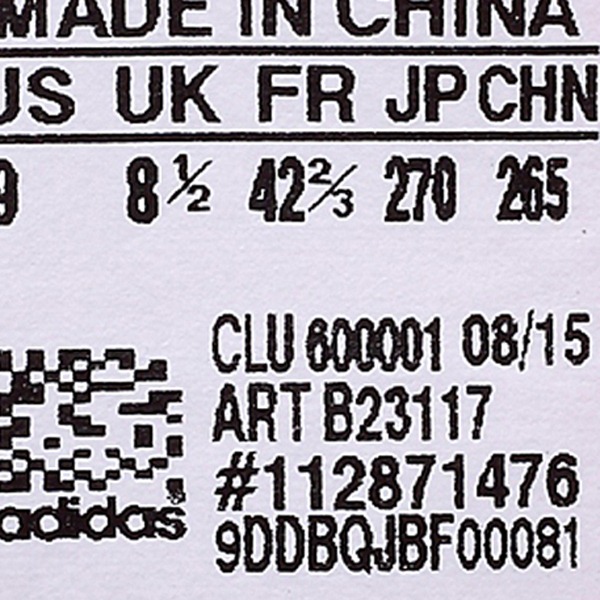 MADE IN CHINA
US UK FR JP CHN
9 8½ 42⅔ 270 265
CLU 600001 08/15
ART B23117
#112871476
adidas
9DDBQJBF00081